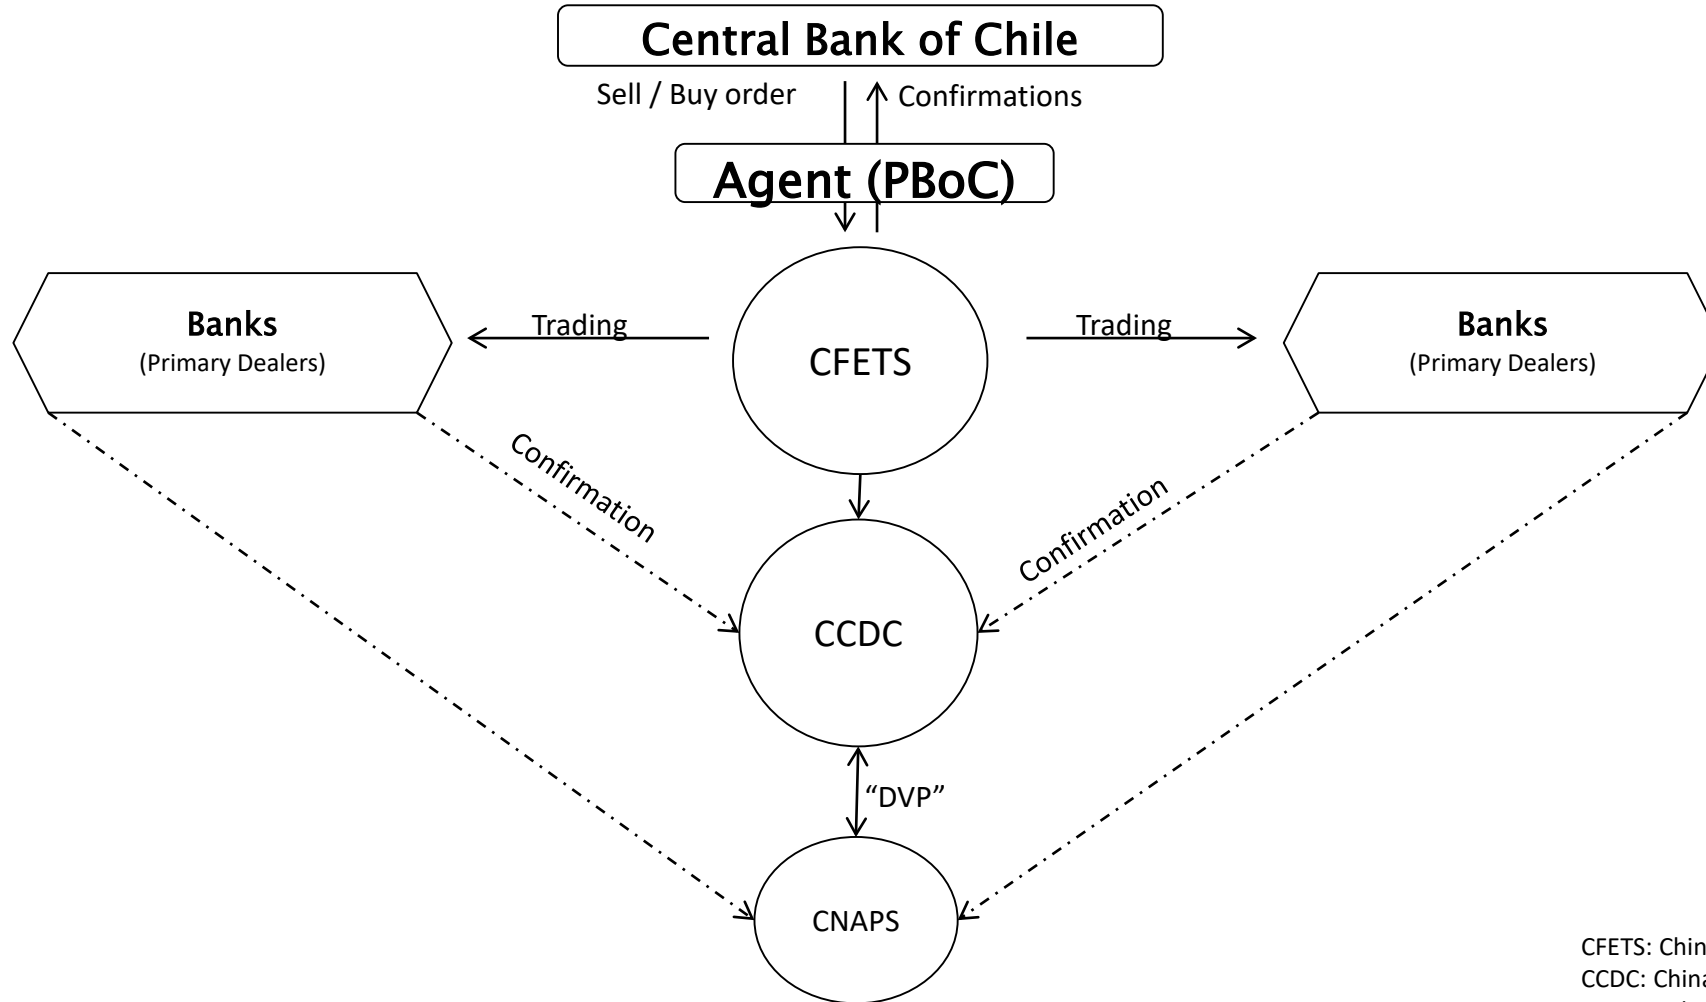 Central Bank of Chile
Sell / Buy order
Confirmations
Agent (PBoC)
Banks
(Primary Dealers)
Trading
CFETS
Trading
Banks
(Primary Dealers)
Confirmation
Confirmation
CCDC
“DVP”
CNAPS
CFETS:
CCDC: China